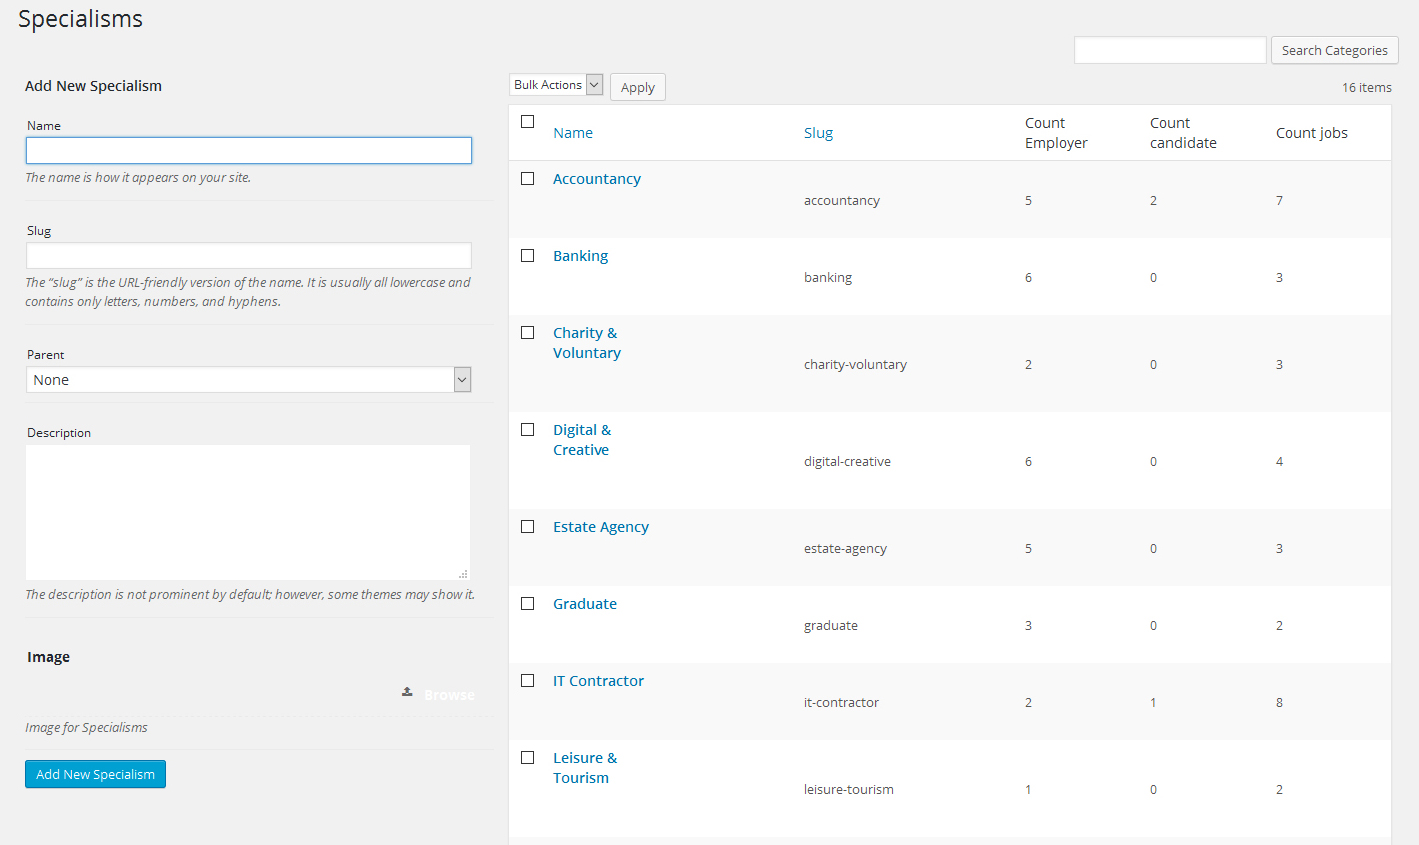 Specialisms
Search Categories
Add New Specialism
Bulk Actions
Apply
16 items
Name
The name is how it appears on your site.
Slug
The “slug” is the URL-friendly version of the name. It is usually all lowercase and
contains only letters, numbers, and hyphens.
Parent
None
Description
The description is not prominent by default; however, some themes may show it.
Image
Browse
Image for Specialisms
Add New Specialism
Name Slug Count Employer Count candidate Count jobs
Accountancy
accountancy 5 2 7
Banking
banking 6 0 3
Charity &
Voluntary
charity-voluntary 2 0 3
Digital &
Creative
digital-creative 6 0 4
Estate Agency
estate-agency 5 0 3
Graduate
graduate 3 0 2
IT Contractor
it-contractor 2 1 8
Leisure &
Tourism
leisure-tourism 1 0 2